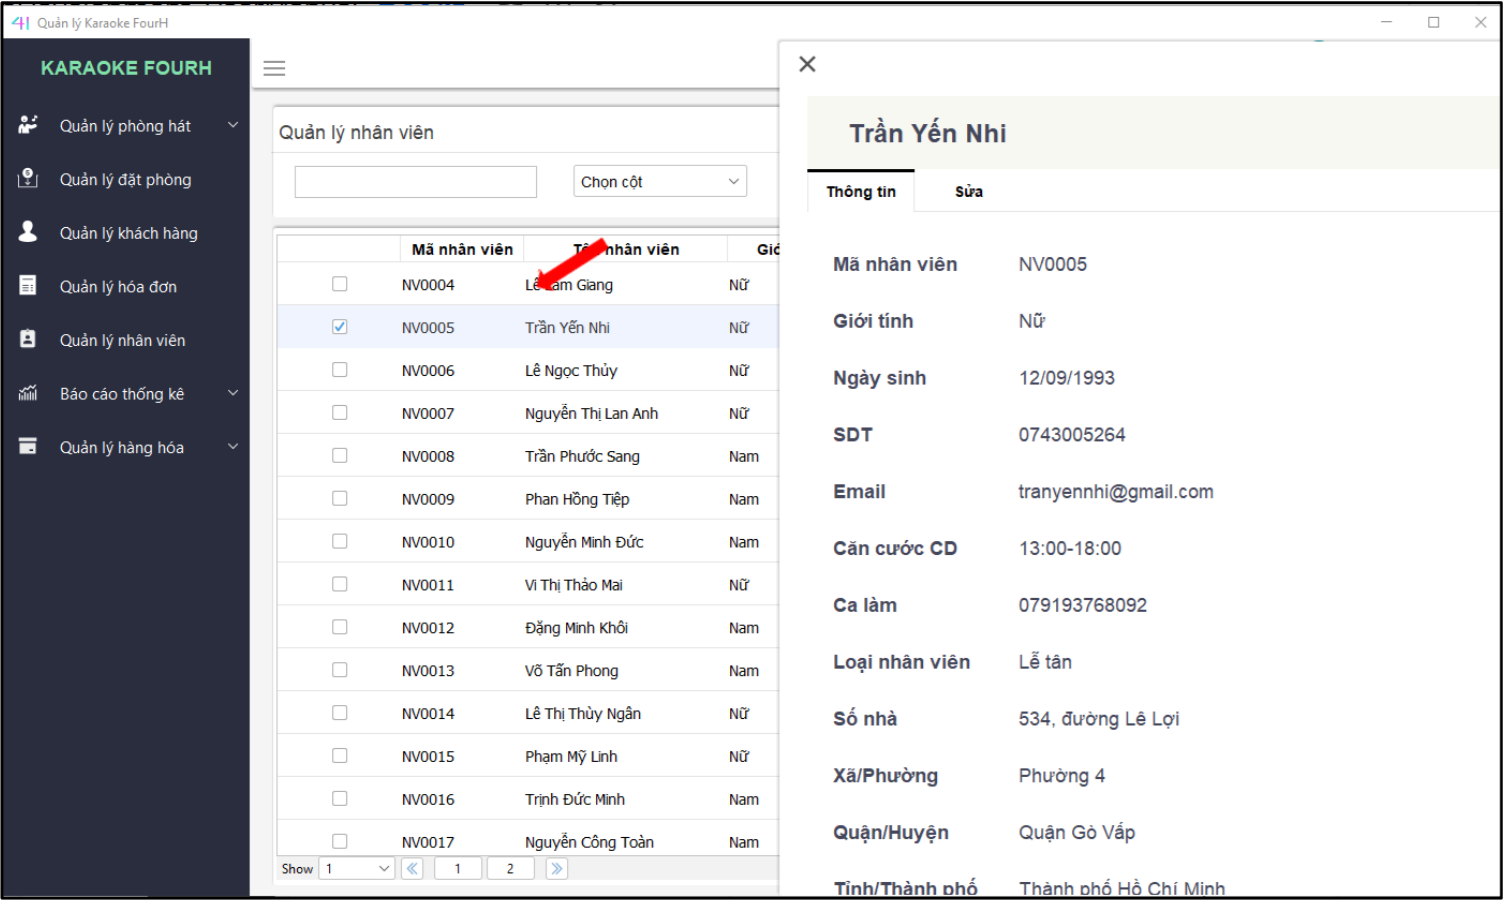 Quản lý Karaoke FourH
KARAOKE FOURH
Quản lý phòng hát
Quản lý đặt phòng
Quản lý khách hàng
Quản lý hóa đơn
Quản lý nhân viên
Báo cáo thống kê
Quản lý hàng hóa
Quản lý nhân viên
Chọn cột
Mã nhân viên nhân viên
NV0004 Giang Nữ
NV0005 Trần Yến Nhi Nữ
NV0006 Lê Ngọc Thủy Nữ
NV0007 Nguyễn Thị Lan Anh Nữ
NV0008 Trần Phước Sang Nam
NV0009 Phan Hồng Tiệp Nam
NV0010 Nguyễn Minh Đức Nam
NV0011 Vi Thị Thảo Mai Nữ
NV0012 Đặng Minh Khôi Nam
NV0013 Võ Tấn Phong Nam
NV0014 Lê Thị Thùy Ngân Nữ
NV0015 Phạm Mỹ Linh Nữ
NV0016 Trịnh Đức Minh Nam
NV0017 Nguyễn Công Toàn Nam
Show 1 1 2
Trần Yến Nhi
Thông tin Sửa
Mã nhân viên NV0005
Giới tính Nữ
Ngày sinh 12/09/1993
SDT 0743005264
Email tranyennhi@gmail.com
Căn cước CD 13:00-18:00
Ca làm 079193768092
Loại nhân viên Lễ tân
Số nhà 534, đường Lê Lợi
Xã/Phường Phường 4
Quận/Huyện Quận Gò Vấp
Tỉnh/Thành phố Thành phố Hồ Chí Minh